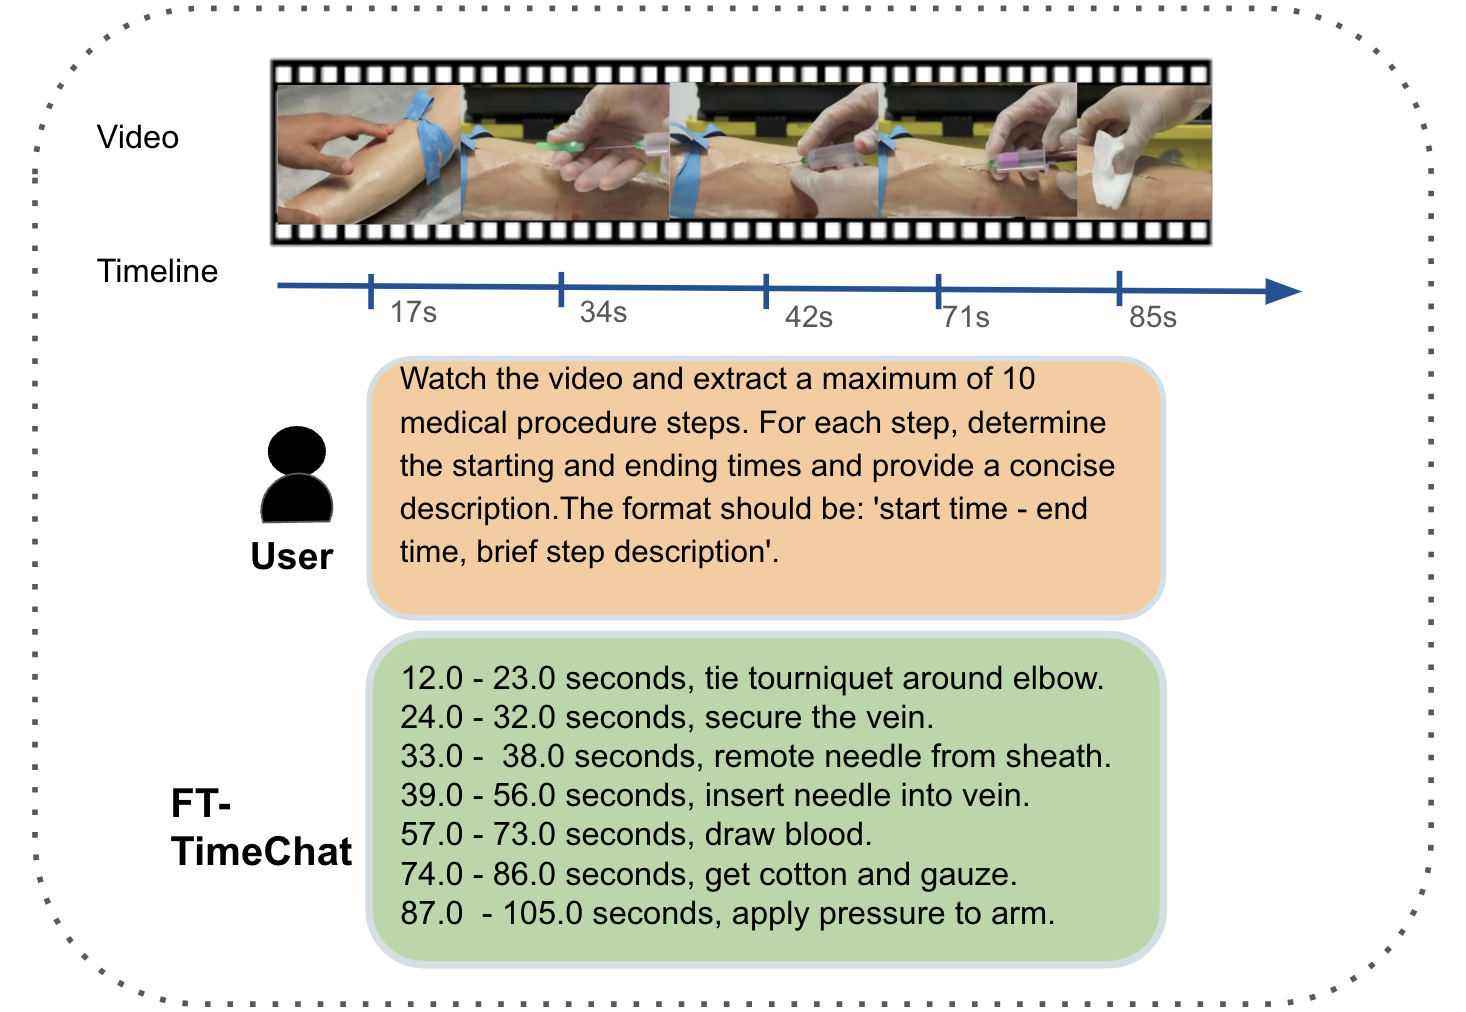 Video
Timeline
17s
34s
42s
71s
85s
Watch the video and extract a maximum of 10
medical procedure steps. For each step, determine
the starting and ending times and provide a concise
description.The format should be: 'start time - end
time, brief step description'.
User
12.0 - 23.0 seconds, tie tourniquet around elbow.
24.0 - 32.0 seconds, secure the vein.
33.0 -  38.0 seconds, remote needle from sheath.
39.0 - 56.0 seconds, insert needle into vein.
57.0 - 73.0 seconds, draw blood.
74.0 - 86.0 seconds, get cotton and gauze.
87.0  - 105.0 seconds, apply pressure to arm.
FT-
TimeChat